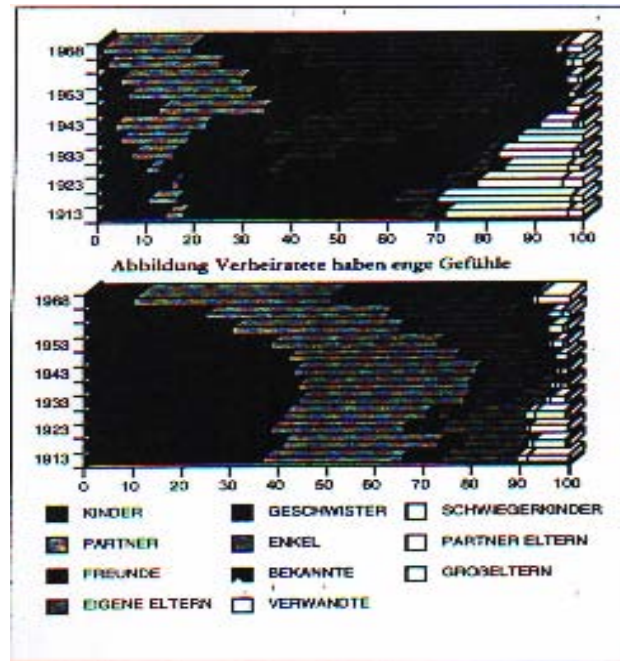 1968
1953
1943
1933
1923
1913
0 10 20 30 40 50 60 70 80 90 100
Abbildung Verheiratete haben enge Gefühle
1968
1953
1943
1933
1923
1913
0 10 20 30 40 50 60 70 80 90 100
KINDER GESCHWISTER SCHWIEGERKINDER
PARTNER ENKEL PARTNER ELTERN
FREUNDE BEKANNTE GROßELTERN
EIGENE ELTERN VERWANDTE